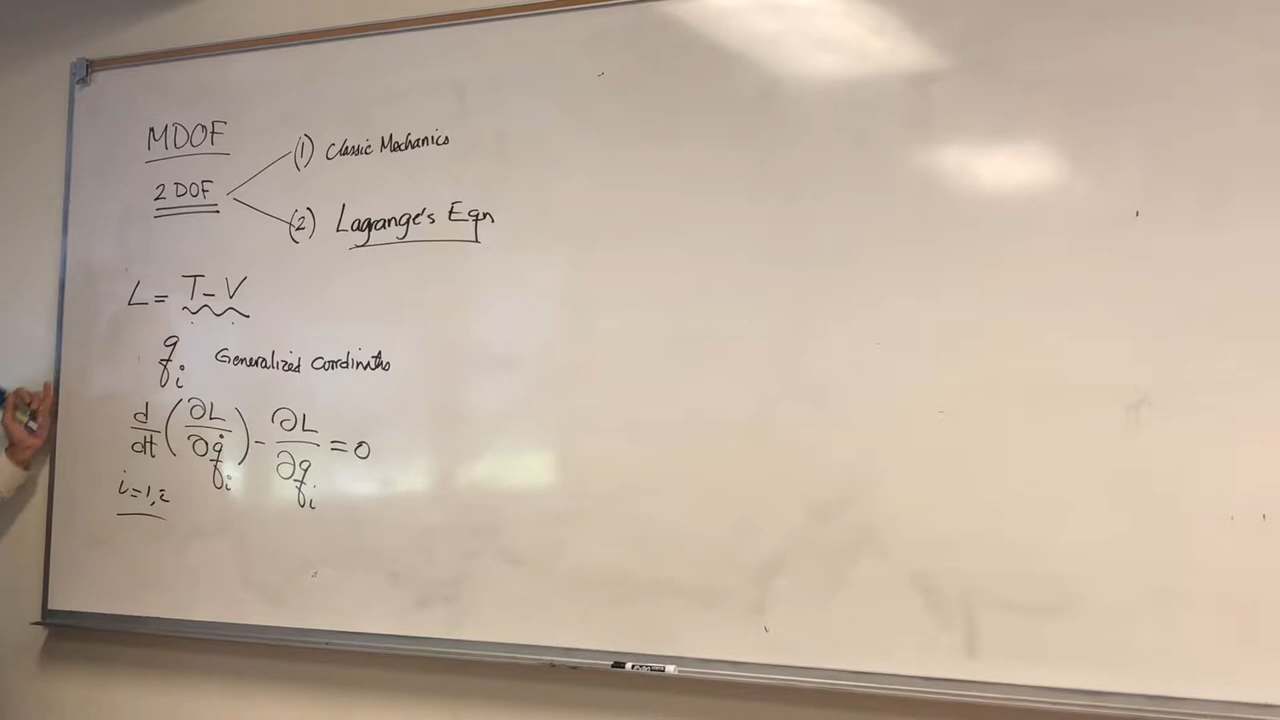 MDOF
(1) Classic Mechanics
2 DOF
(2) Lagrange's Eqn
L = T - V
q_i Generalized coordinates
d/dt (∂L/∂q̇_i) - ∂L/∂q_i = 0
i=1,2